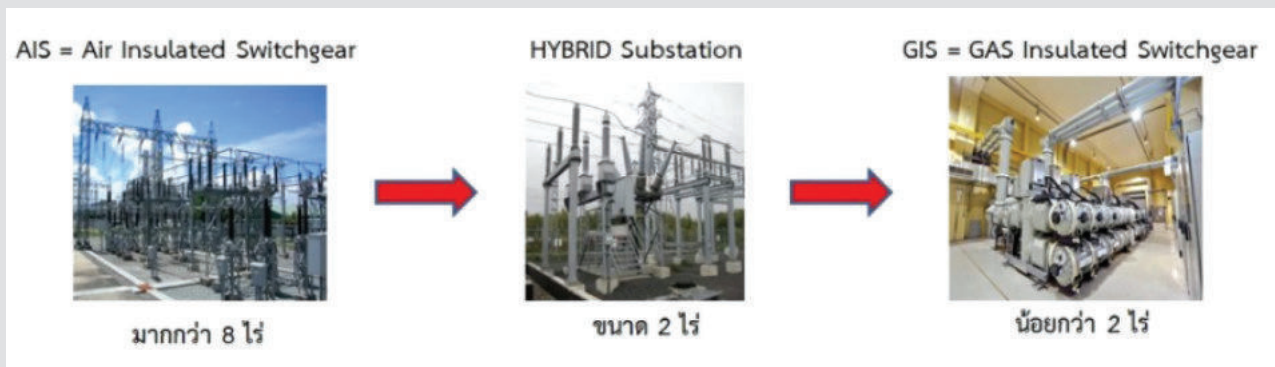 AIS = Air Insulated Switchgear
HYBRID Substation
GIS = GAS Insulated Switchgear
มากกว่า 8 ไร่
ขนาด 2 ไร่
น้อยกว่า 2 ไร่